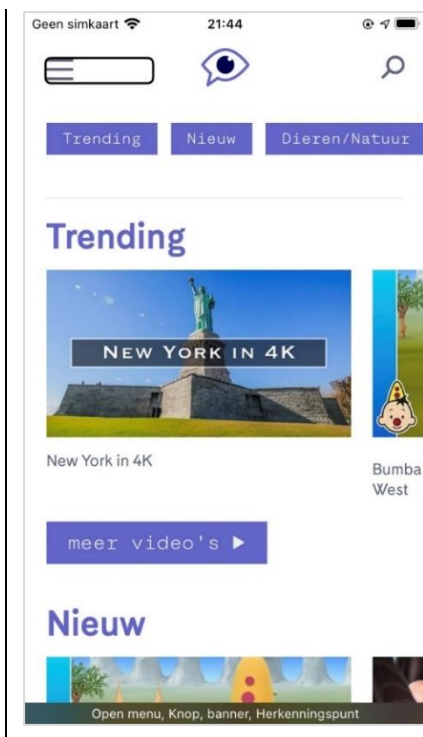 Geen simkaart 21:44
Trending Nieuw Dieren/Natuur
Trending
NEW YORK IN 4K
New York in 4K
Bumba
West
meer video's ▶
Nieuw
Open menu, Knop, banner, Herkenningspunt